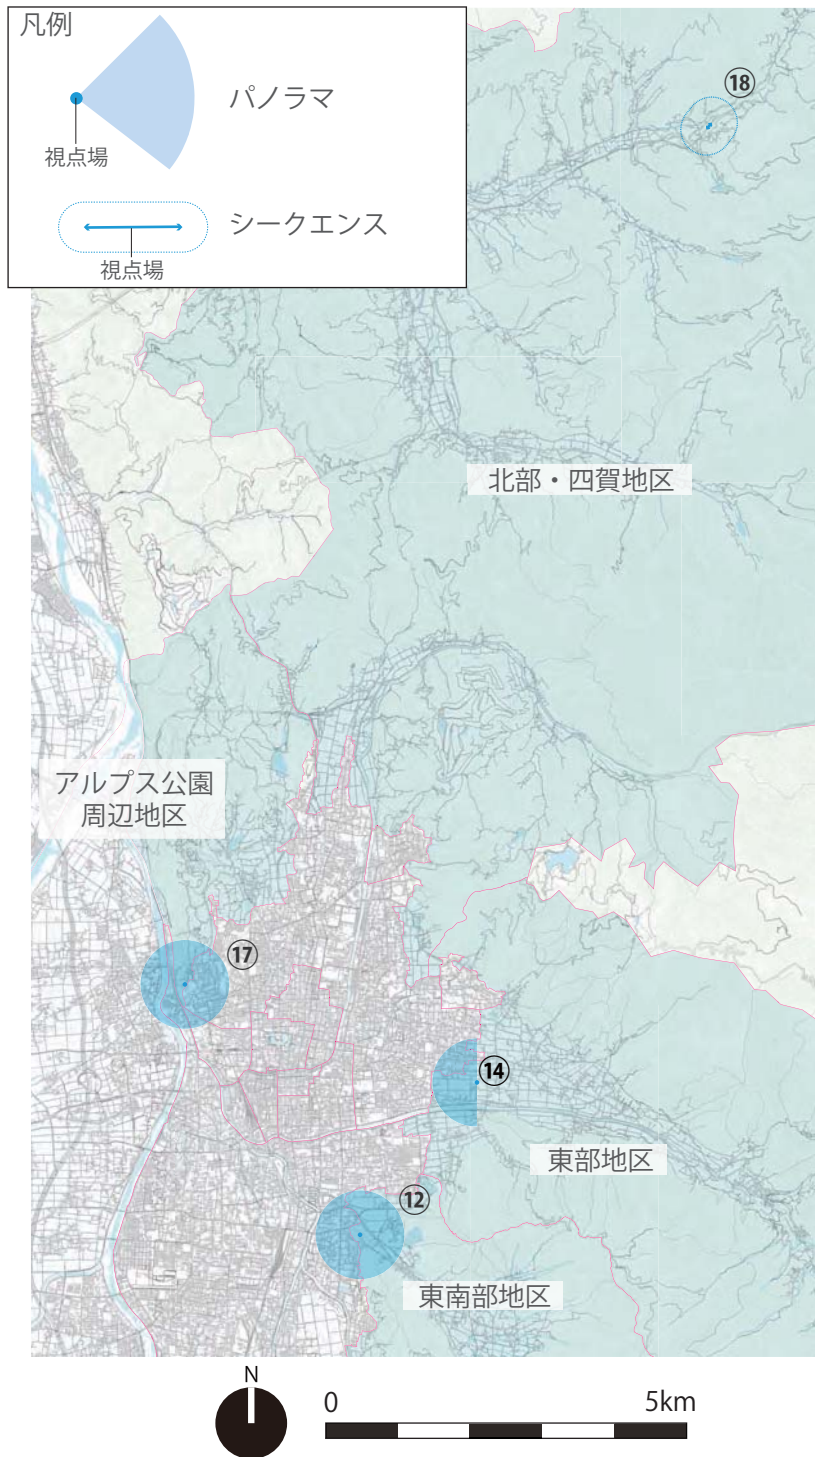 凡例
パノラマ
視点場
シークエンス
視点場
⑱
北部・四賀地区
アルプス公園
周辺地区
⑰
⑭
東部地区
⑫
東南部地区
N
0
5km